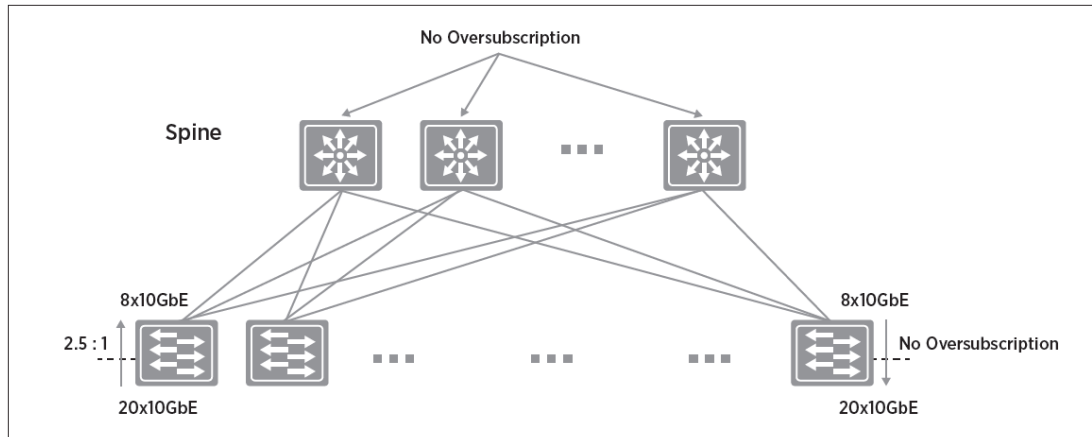 No Oversubscription
Spine
8x10GbE
8x10GbE
2.5 : 1
No Oversubscription
20x10GbE
20x10GbE